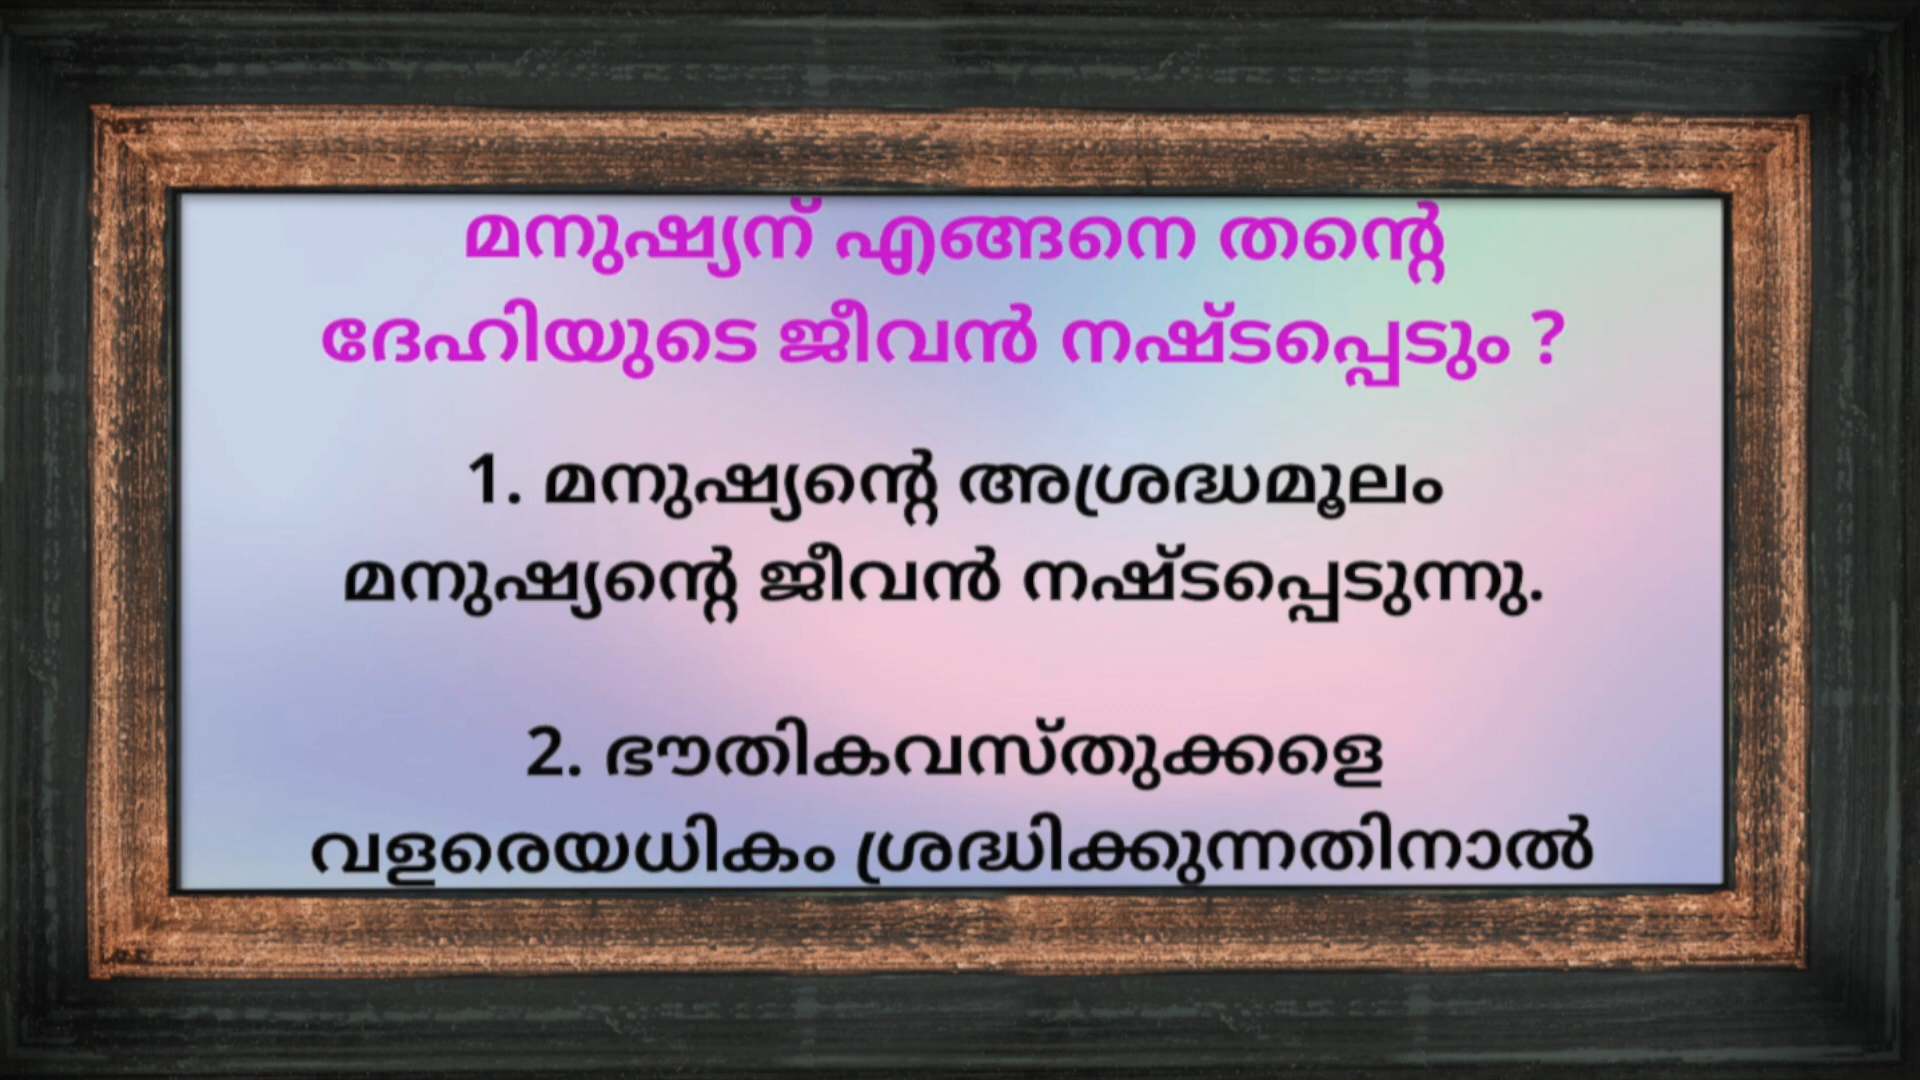 മനുഷ്യന് എങ്ങനെ തന്റെ
ദേഹിയുടെ ജീവൻ നഷ്ടപ്പെടും ?
1. മനുഷ്യന്റെ അശ്രദ്ധമൂലം
മനുഷ്യന്റെ ജീവൻ നഷ്ടപ്പെടുന്നു.
2. ഭൗതികവസ്തുക്കളെ
വളരെയധികം ശ്രദ്ധിക്കുന്നതിനാൽ